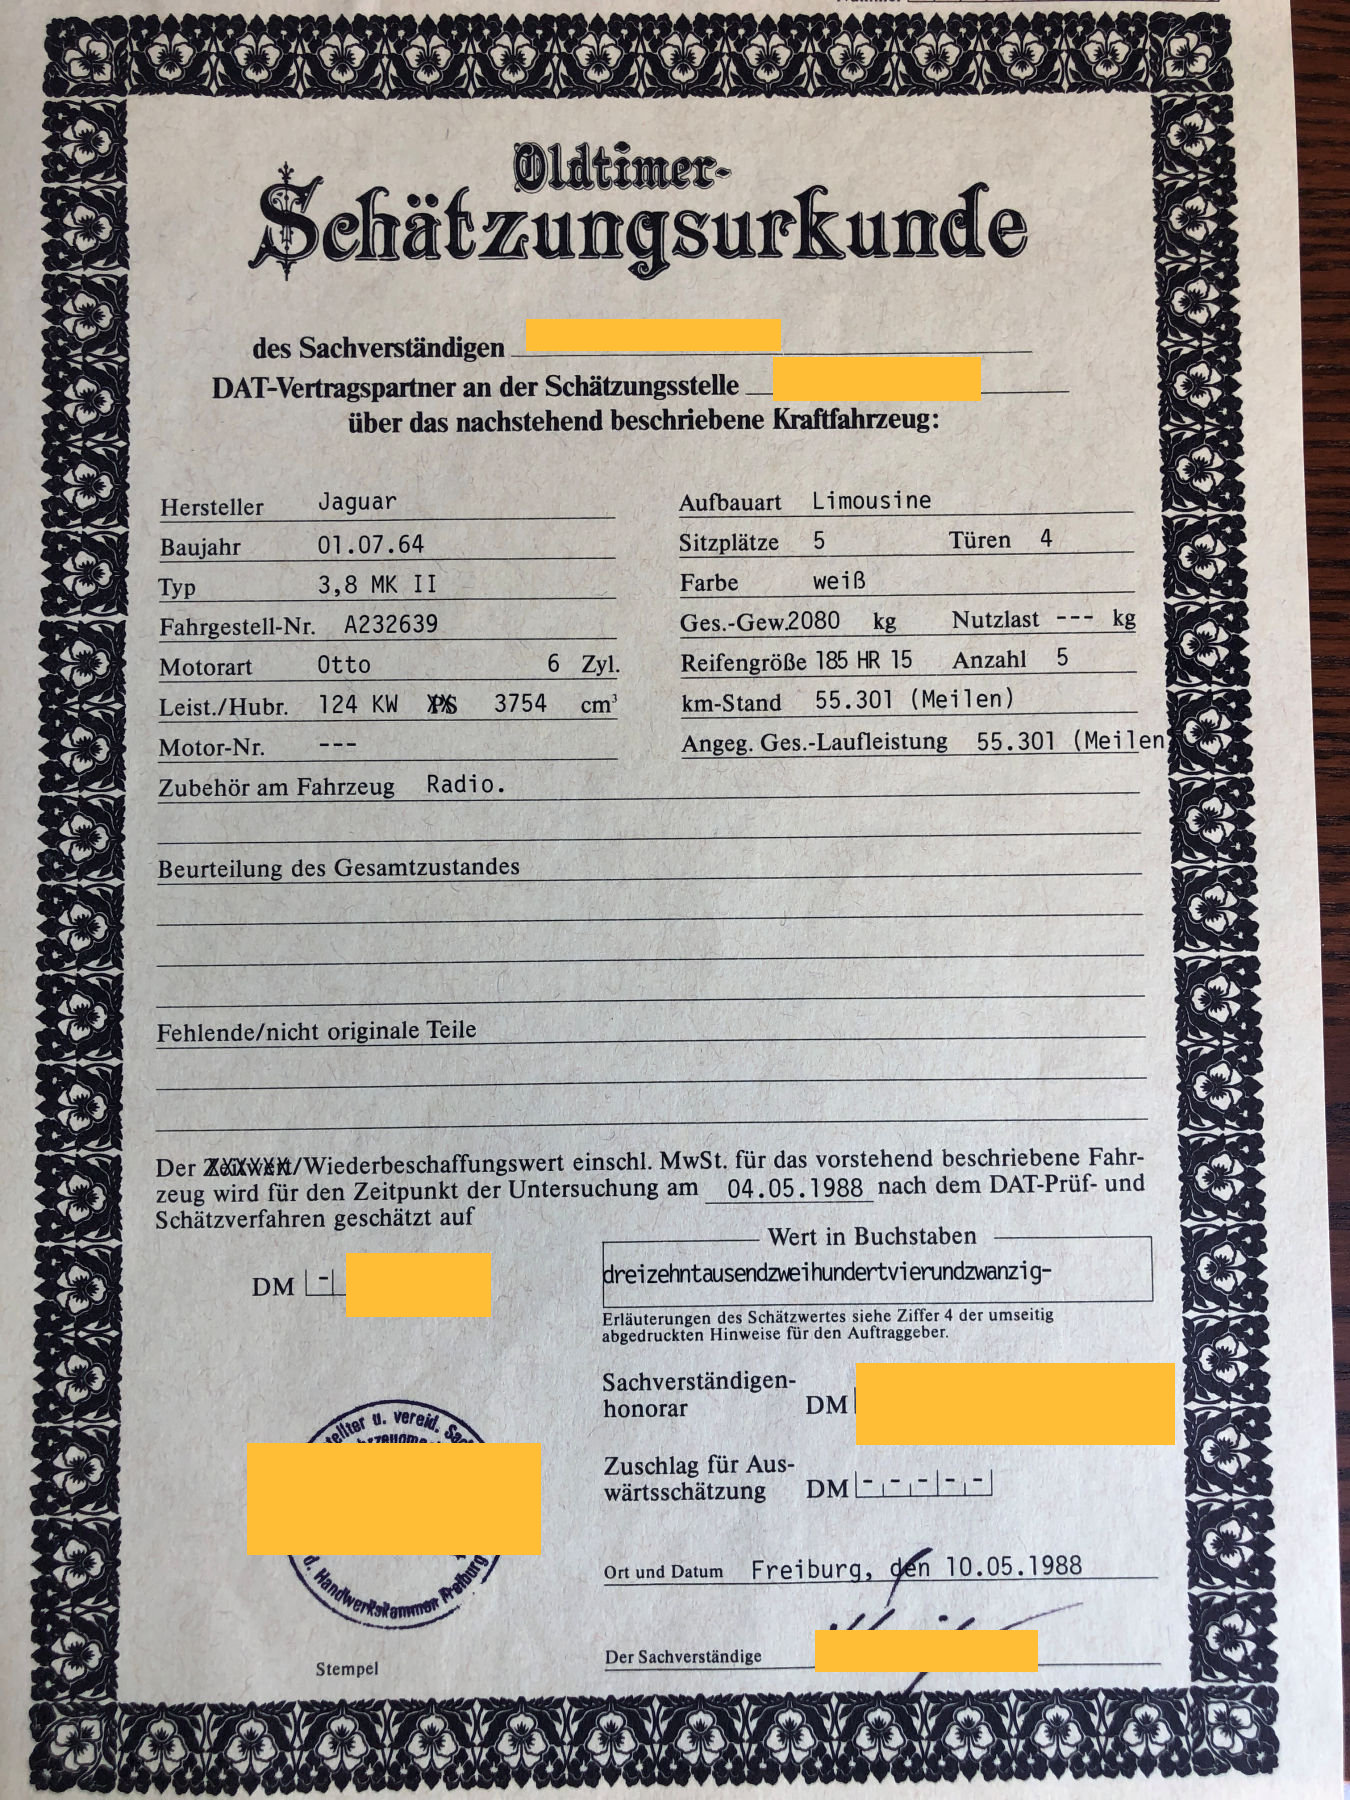 Oldtimer-
Schätzungsurkunde
des Sachverständigen
DAT-Vertragspartner an der Schätzungsstelle
über das nachstehend beschriebene Kraftfahrzeug:
Hersteller Jaguar
Baujahr 01.07.64
Typ 3,8 MK II
Fahrgestell-Nr. A232639
Motorart Otto 6 Zyl.
Leist./Hubr. 124 KW PS 3754 cm³
Motor-Nr. ---
Aufbauart Limousine
Sitzplätze 5 Türen 4
Farbe weiß
Ges.-Gew. 2080 kg Nutzlast --- kg
Reifengröße 185 HR 15 Anzahl 5
km-Stand 55.301 (Meilen)
Angeg. Ges.-Laufleistung 55.301 (Meilen
Zubehör am Fahrzeug Radio.
Beurteilung des Gesamtzustandes
Fehlende/nicht originale Teile
Der Zeitwert/Wiederbeschaffungswert einschl. MwSt. für das vorstehend beschriebene Fahr-
zeug wird für den Zeitpunkt der Untersuchung am 04.05.1988 nach dem DAT-Prüf- und
Schätzverfahren geschätzt auf
DM -
Wert in Buchstaben
dreizehntausendzweihundertvierundzwanzig-
Erläuterungen des Schätzwertes siehe Ziffer 4 der umseitig
abgedruckten Hinweise für den Auftraggeber.
Sachverständigen-
honorar DM
Zuschlag für Aus-
wärtsschätzung DM - - - - -
u. vereid.
d. Handwerkskammer Freiburg
Stempel
Ort und Datum Freiburg, den 10.05.1988
Der Sachverständige